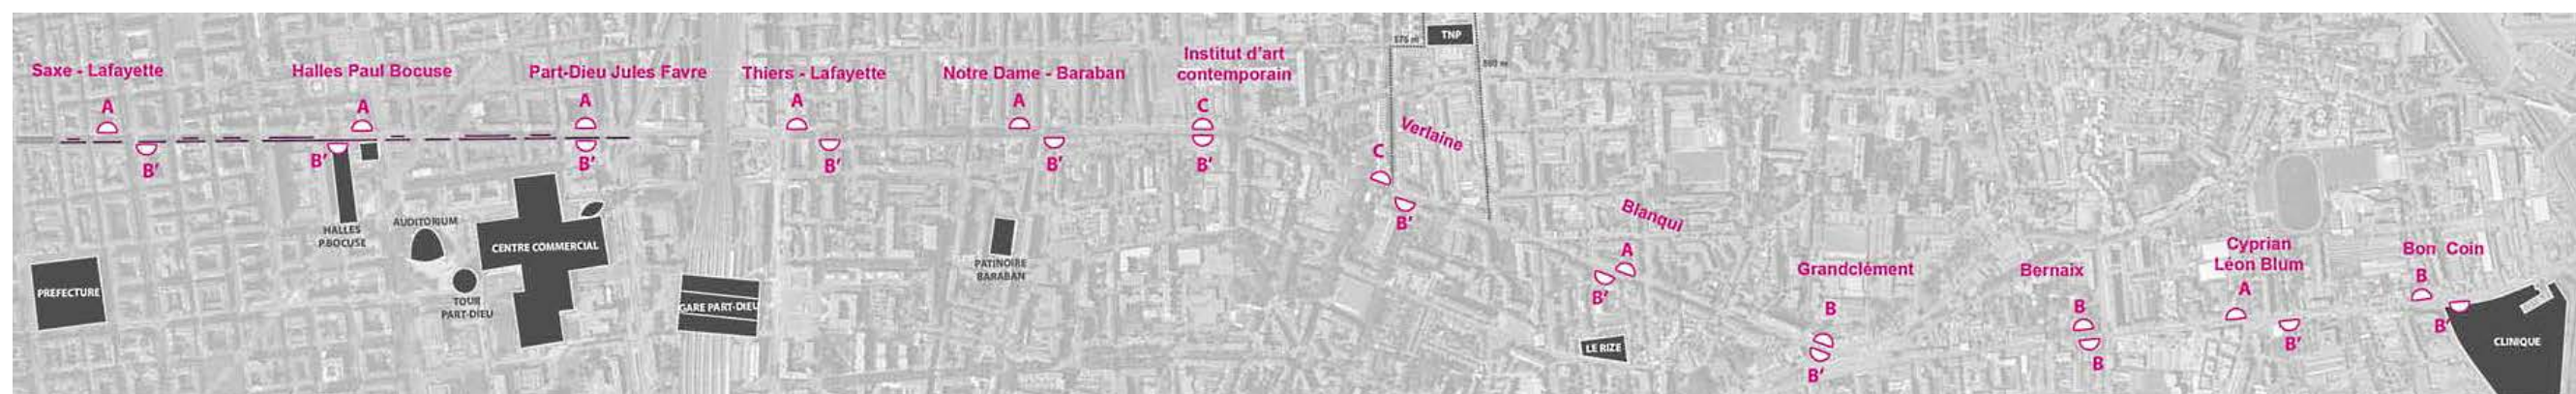 TNP
575 m
Institut d'art
contemporain
Saxe - Lafayette
Halles Paul Bocuse
Part-Dieu Jules Favre
Thiers - Lafayette
Notre Dame - Baraban
A
A
A
A
A
C
B'
B'
B'
B'
B'
B'
Verlaine
C
B'
HALLES
P.BOCUSE
AUDITORIUM
CENTRE COMMERCIAL
PATINOIRE
BARABAN
PREFECTURE
TOUR
PART-DIEU
GARE PART-DIEU
Blanqui
A
B'
LE RIZE
Grandclément
B
B'
Bernaix
B
B
Cyprian
Léon Blum
A
B'
Bon Coin
B
B'
CLINIQUE